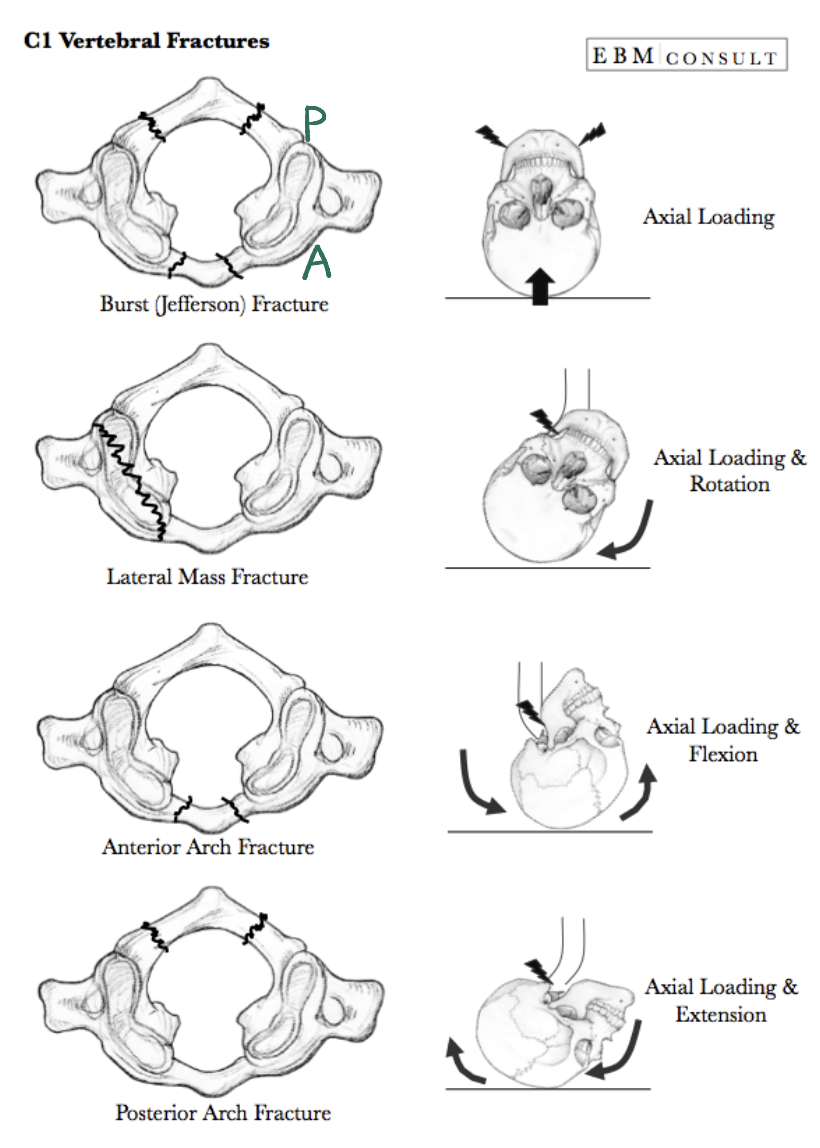 C1 Vertebral Fractures
EBM CONSULT
P
A
Axial Loading
Burst (Jefferson) Fracture
Axial Loading &
Rotation
Lateral Mass Fracture
Axial Loading &
Flexion
Anterior Arch Fracture
Axial Loading &
Extension
Posterior Arch Fracture